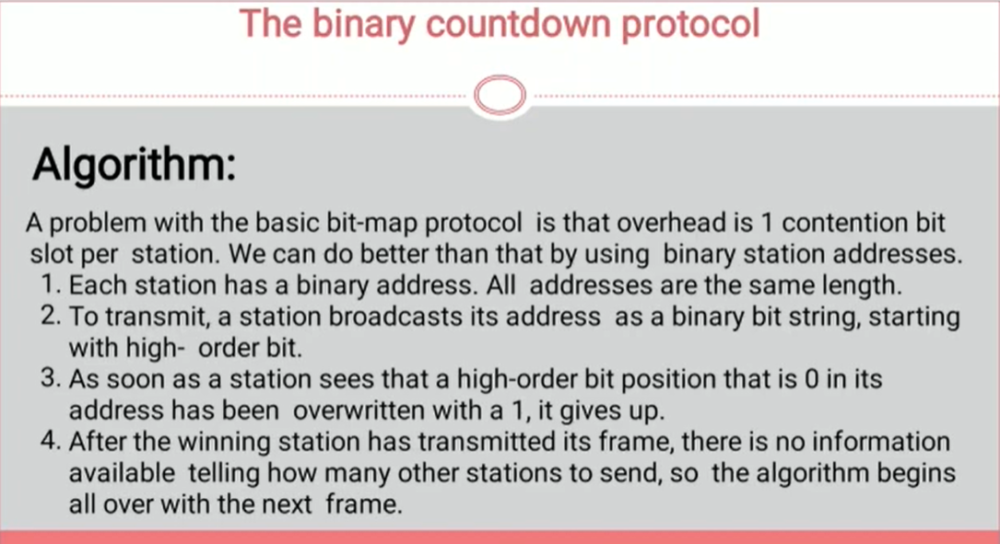 The binary countdown protocol
Algorithm:
A problem with the basic bit-map protocol is that overhead is 1 contention bit
slot per station. We can do better than that by using binary station addresses.
1. Each station has a binary address. All addresses are the same length.
2. To transmit, a station broadcasts its address as a binary bit string, starting
with high- order bit.
3. As soon as a station sees that a high-order bit position that is 0 in its
address has been overwritten with a 1, it gives up.
4. After the winning station has transmitted its frame, there is no information
available telling how many other stations to send, so the algorithm begins
all over with the next frame.